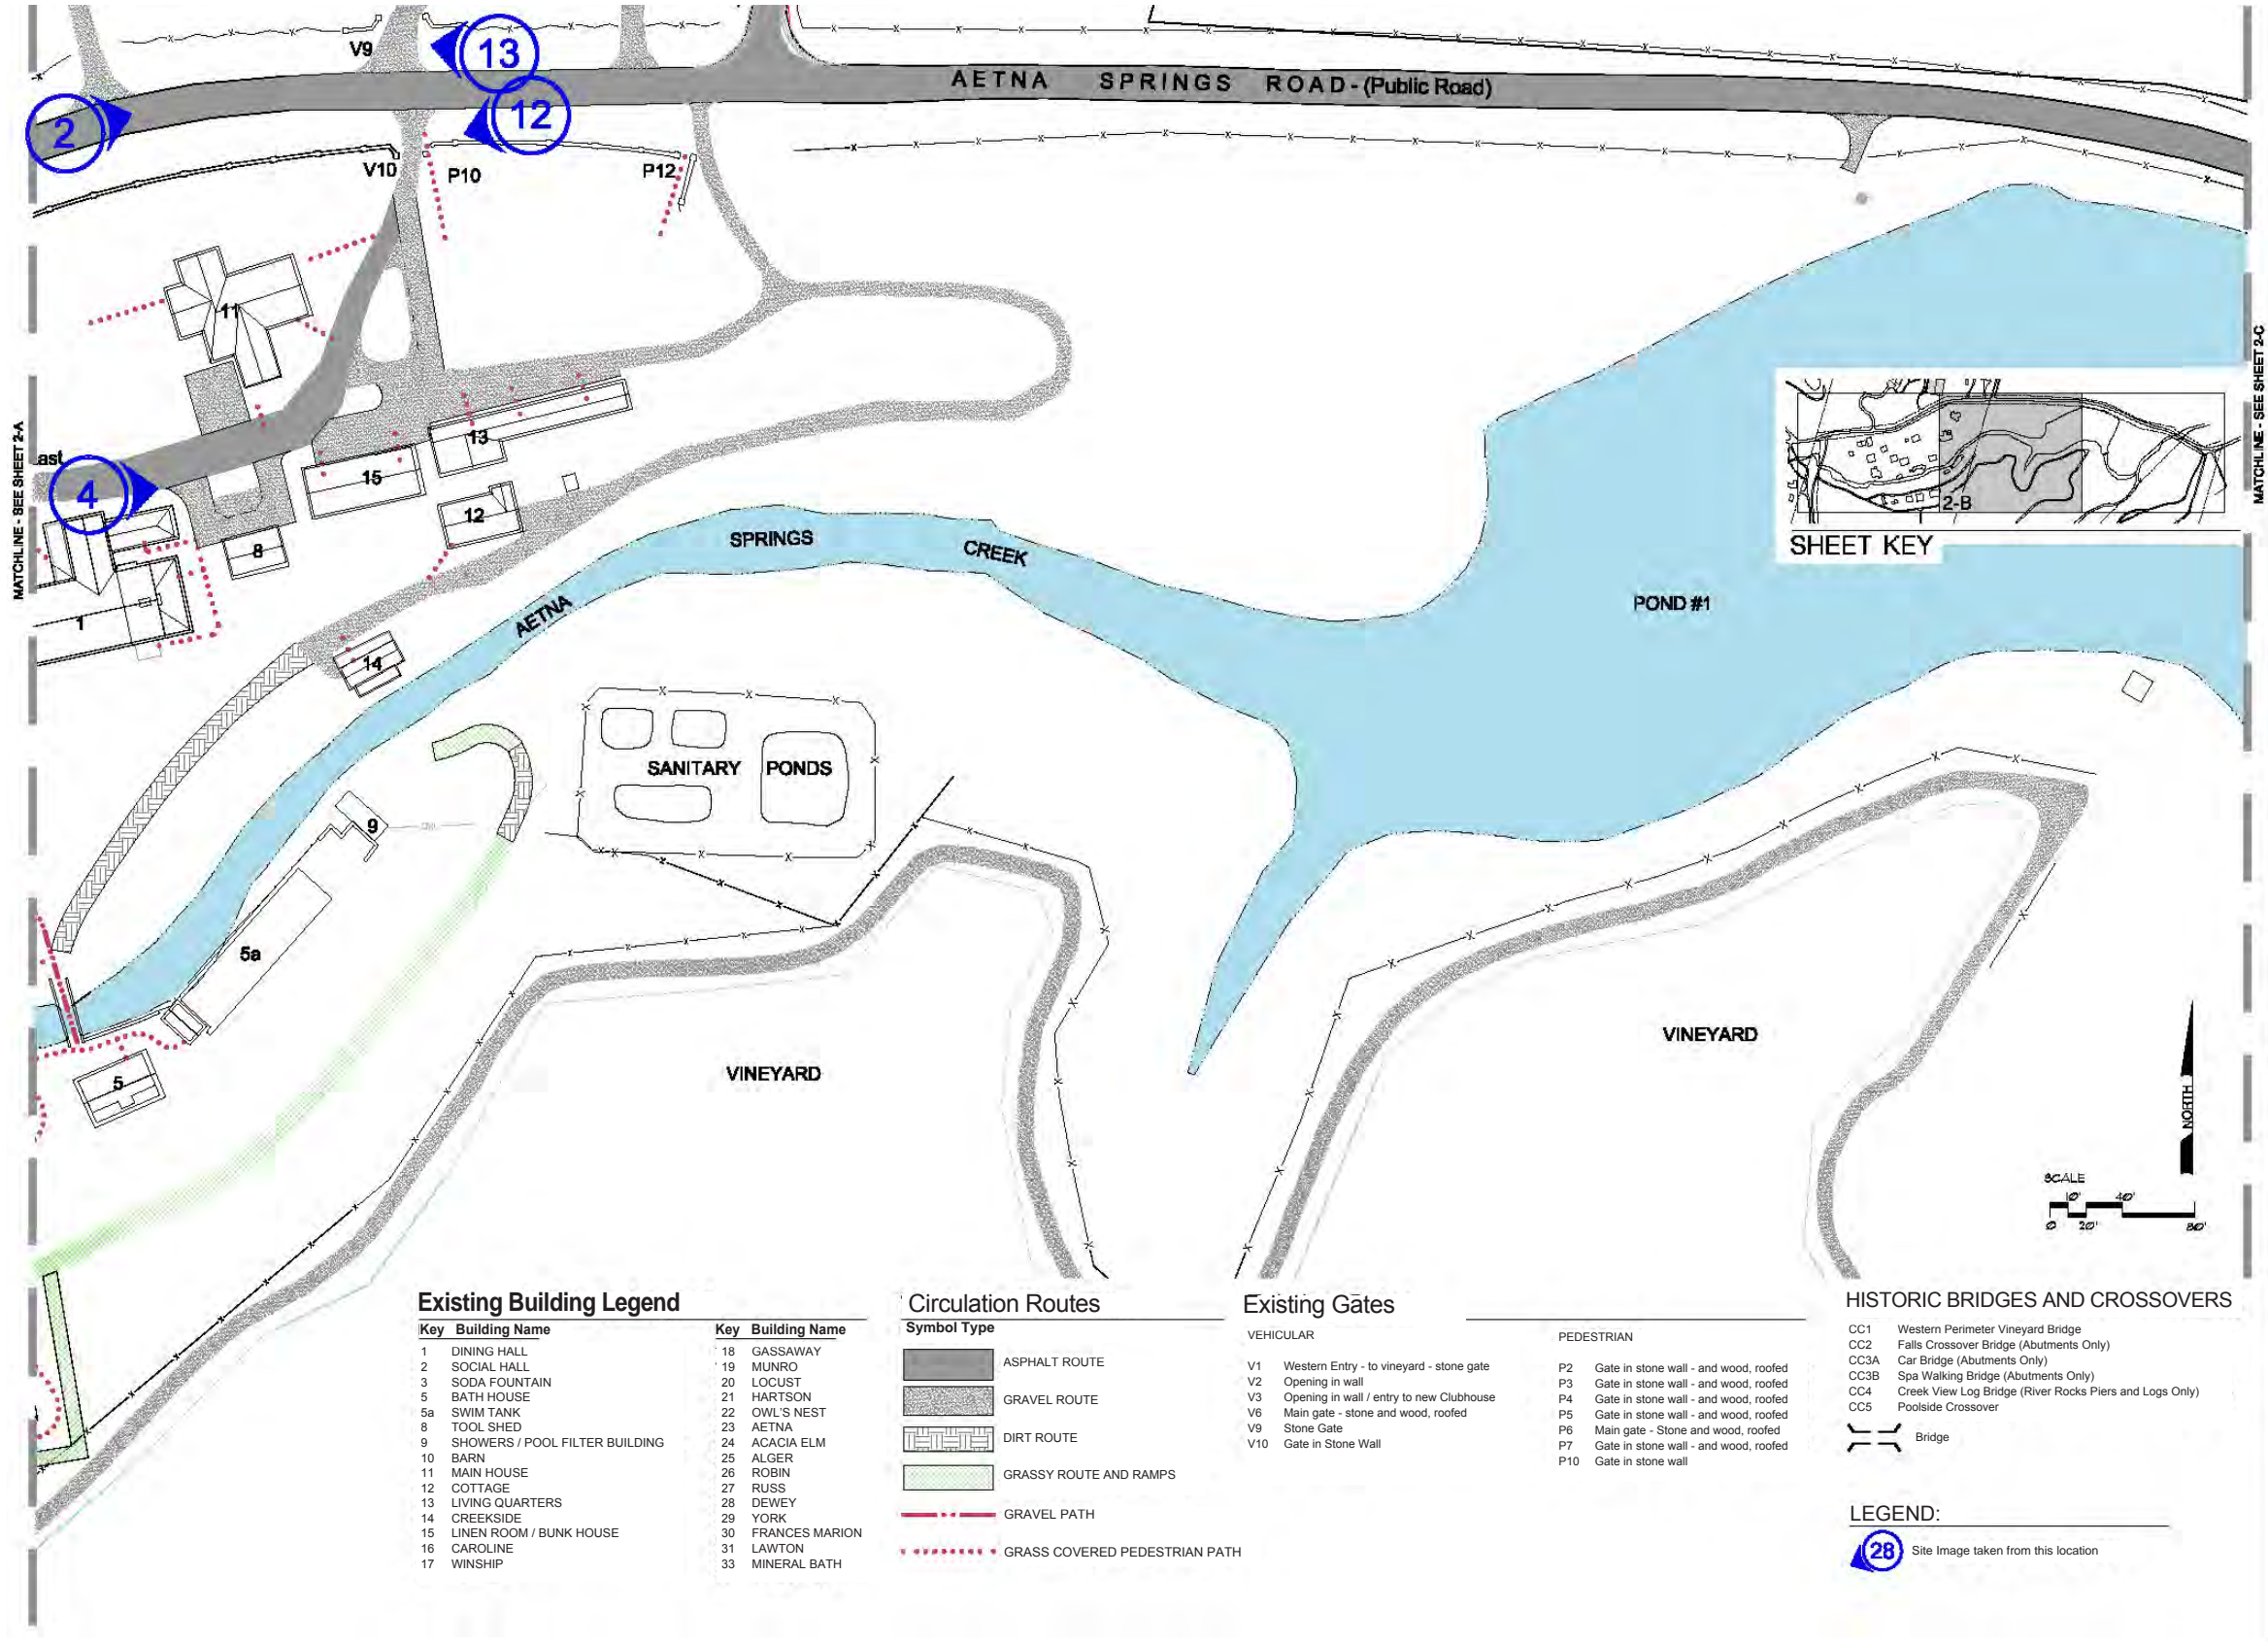 V9
13
12
2
AETNA SPRINGS ROAD - (Public Road)
V10
P10
P12
11
MATCHLINE - SEE SHEET 2-A
MATCHLINE - SEE SHEET 2-C
ast
4
13
15
12
8
1
14
AETNA SPRINGS CREEK
2-B
SHEET KEY
POND #1
SANITARY PONDS
9
5a
5
VINEYARD
VINEYARD
NORTH
SCALE
10' 40'
0 20' 80'
Existing Building Legend
Key Building Name
1 DINING HALL
2 SOCIAL HALL
3 SODA FOUNTAIN
5 BATH HOUSE
5a SWIM TANK
8 TOOL SHED
9 SHOWERS / POOL FILTER BUILDING
10 BARN
11 MAIN HOUSE
12 COTTAGE
13 LIVING QUARTERS
14 CREEKSIDE
15 LINEN ROOM / BUNK HOUSE
16 CAROLINE
17 WINSHIP
Key Building Name
18 GASSAWAY
19 MUNRO
20 LOCUST
21 HARTSON
22 OWL'S NEST
23 AETNA
24 ACACIA ELM
25 ALGER
26 ROBIN
27 RUSS
28 DEWEY
29 YORK
30 FRANCES MARION
31 LAWTON
33 MINERAL BATH
Circulation Routes
Symbol Type
ASPHALT ROUTE
GRAVEL ROUTE
DIRT ROUTE
GRASSY ROUTE AND RAMPS
GRAVEL PATH
GRASS COVERED PEDESTRIAN PATH
Existing Gates
VEHICULAR
V1 Western Entry - to vineyard - stone gate
V2 Opening in wall
V3 Opening in wall / entry to new Clubhouse
V6 Main gate - stone and wood, roofed
V9 Stone Gate
V10 Gate in Stone Wall
PEDESTRIAN
P2 Gate in stone wall - and wood, roofed
P3 Gate in stone wall - and wood, roofed
P4 Gate in stone wall - and wood, roofed
P5 Gate in stone wall - and wood, roofed
P6 Main gate - Stone and wood, roofed
P7 Gate in stone wall - and wood, roofed
P10 Gate in stone wall
HISTORIC BRIDGES AND CROSSOVERS
CC1 Western Perimeter Vineyard Bridge
CC2 Falls Crossover Bridge (Abutments Only)
CC3A Car Bridge (Abutments Only)
CC3B Spa Walking Bridge (Abutments Only)
CC4 Creek View Log Bridge (River Rocks Piers and Logs Only)
CC5 Poolside Crossover
Bridge
LEGEND:
28 Site Image taken from this location